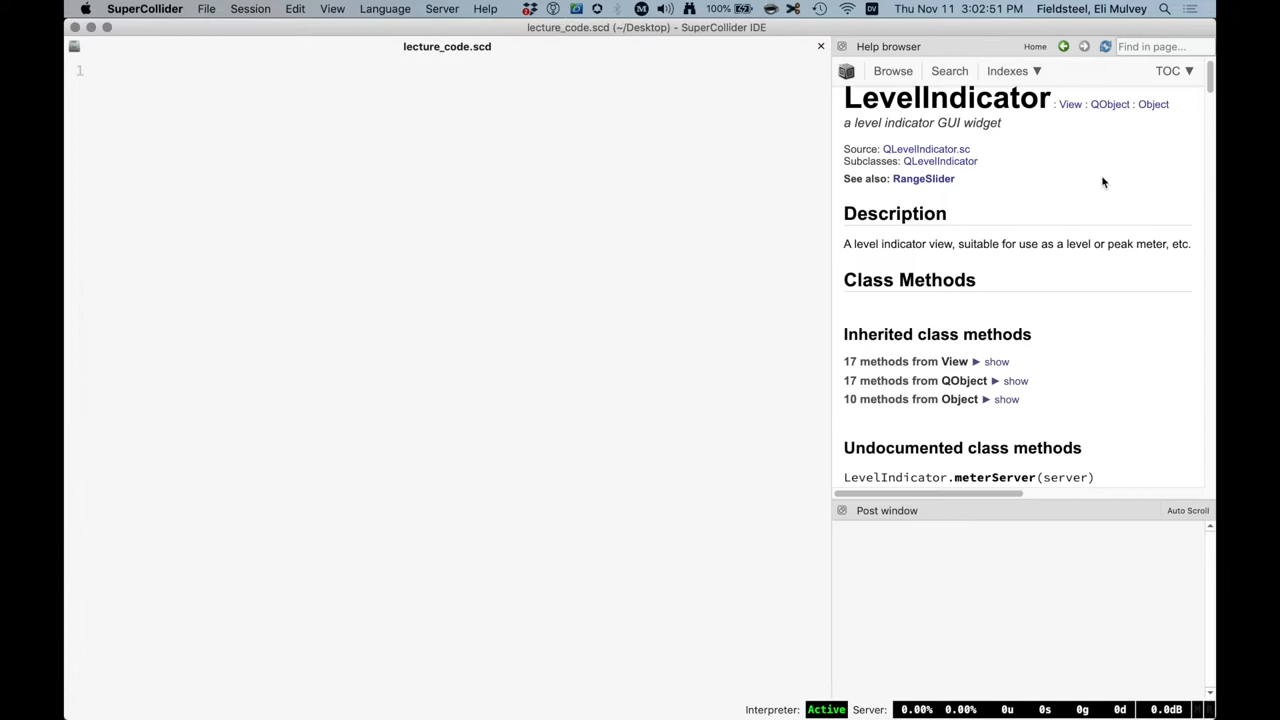 SuperCollider File Session Edit View Language Server Help 100% Thu Nov 11 3:02:51 PM Fieldsteel, Eli Mulvey
lecture_code.scd (~/Desktop) - SuperCollider IDE
lecture_code.scd
1
Help browser Home Find in page...
Browse Search Indexes ▼ TOC ▼
LevelIndicator : View : QObject : Object
a level indicator GUI widget
Source: QLevelIndicator.sc
Subclasses: QLevelIndicator
See also: RangeSlider
Description
A level indicator view, suitable for use as a level or peak meter, etc.
Class Methods
Inherited class methods
17 methods from View ► show
17 methods from QObject ► show
10 methods from Object ► show
Undocumented class methods
LevelIndicator.meterServer(server)
Post window Auto Scroll
Interpreter: Active Server: 0.00% 0.00% 0u 0s 0g 0d 0.0dB M R